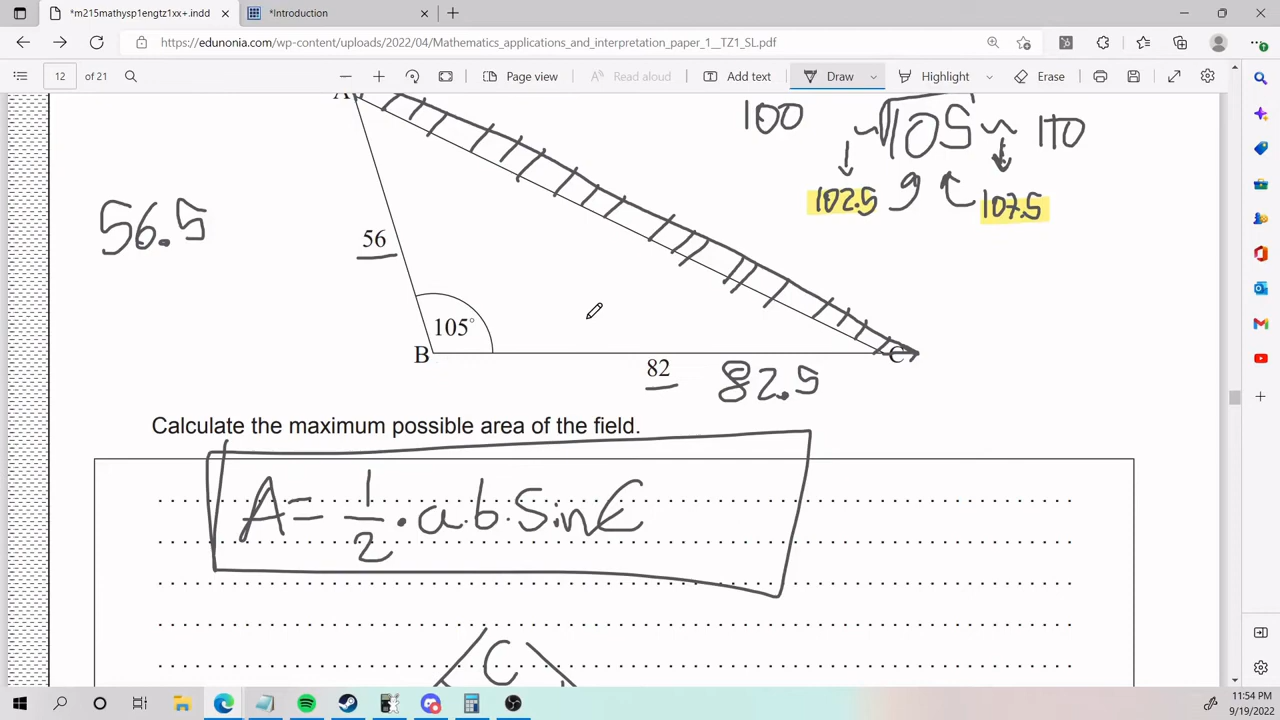 *m215mathysp1engtz1xx+.indd
*Introduction
https://edunonia.com/wp-content/uploads/2022/04/Mathematics_applications_and_interpretation_paper_1__TZ1_SL.pdf
12 of 21
Page view
Read aloud
Add text
Draw
Highlight
Erase
A
100 105 110
102.5 107.5
56.5
56
105°
B
C
82 82.5
Calculate the maximum possible area of the field.
A = 1/2 · a.b. Sin C
C
11:54 PM
9/19/2022